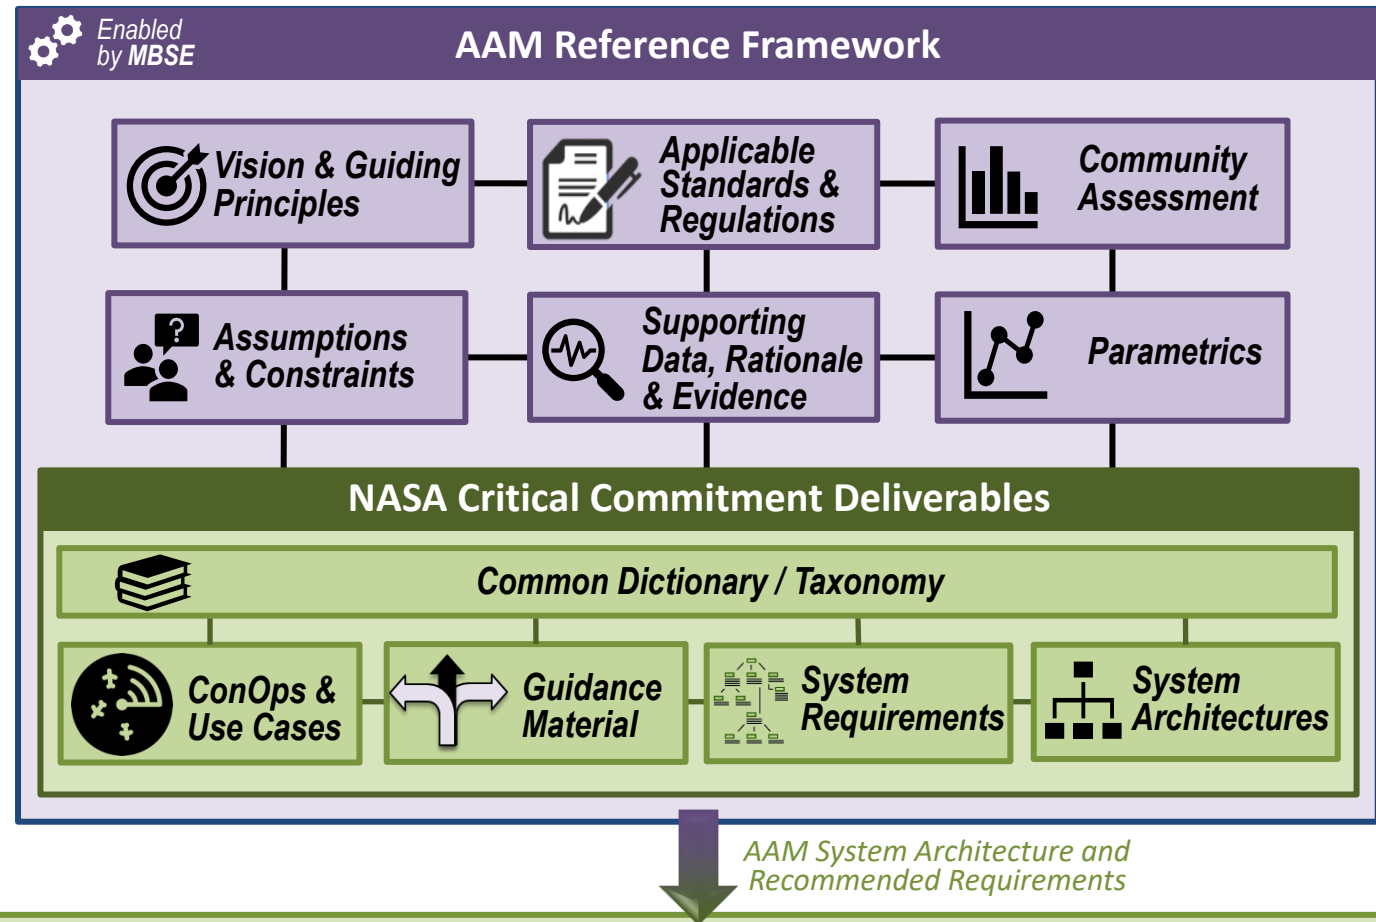 Enabled
by MBSE
AAM Reference Framework
Vision & Guiding
Principles
Applicable
Standards &
Regulations
Community
Assessment
?
Assumptions
& Constraints
Supporting
Data, Rationale
& Evidence
Parametrics
NASA Critical Commitment Deliverables
Common Dictionary / Taxonomy
ConOps &
Use Cases
Guidance
Material
System
Requirements
System
Architectures
AAM System Architecture and
Recommended Requirements